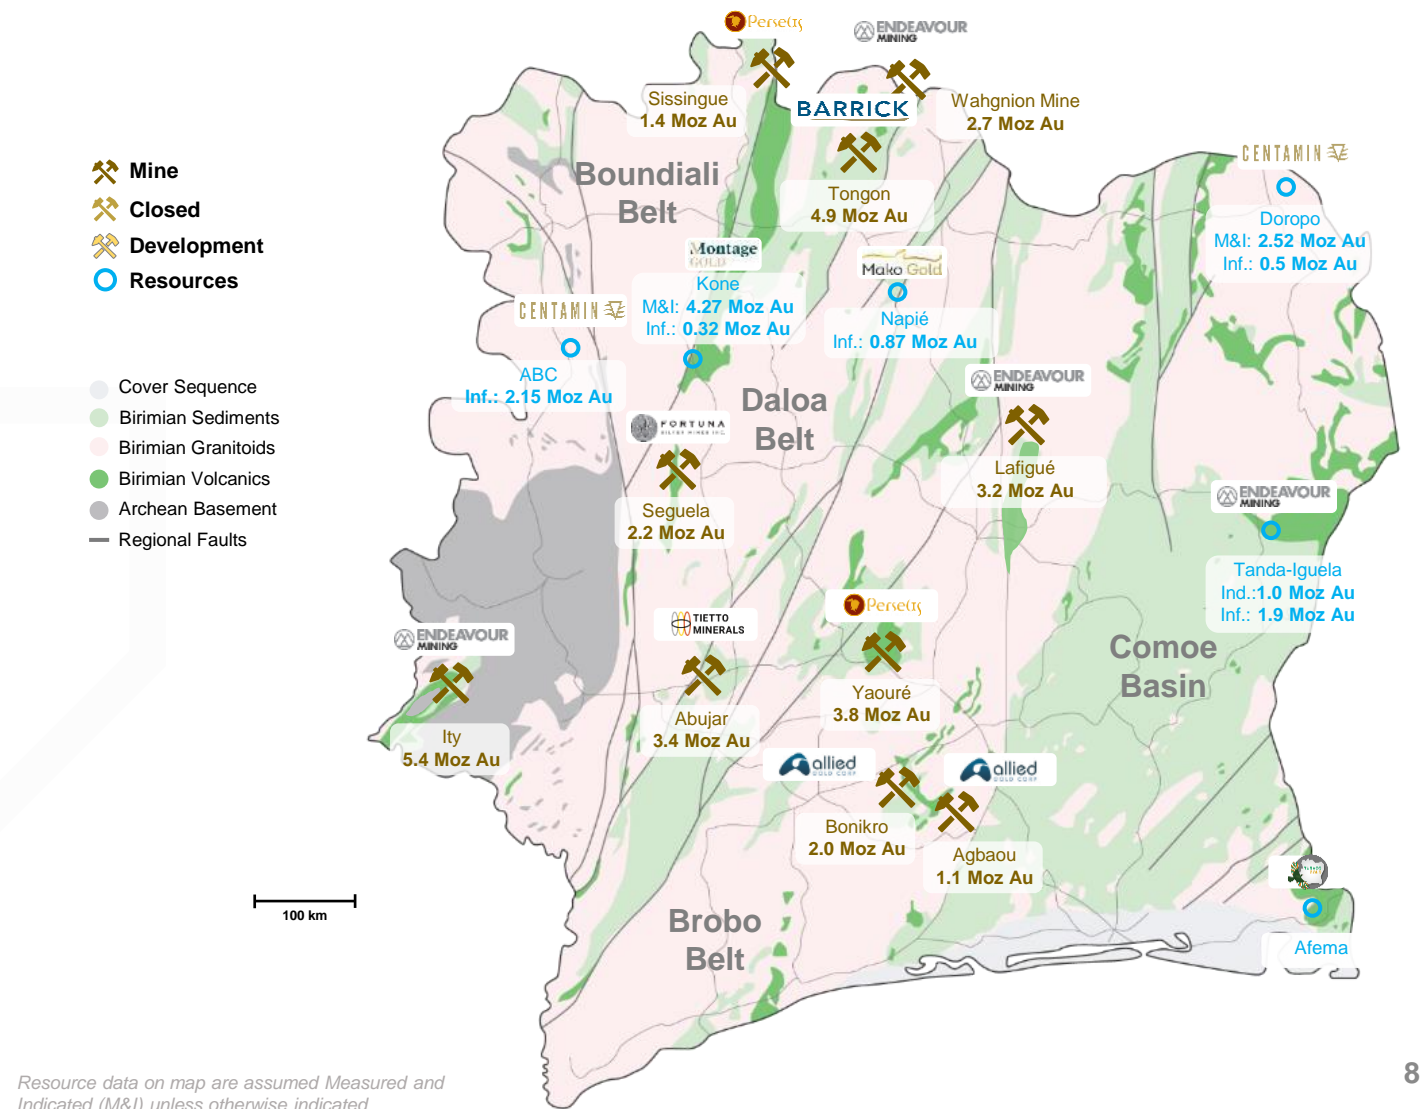 Perseus
ENDEAVOUR
MINING
Sissingue
1.4 Moz Au
BARRICK
Wahgnion Mine
2.7 Moz Au
Mine
Closed
Development
Resources
Boundiali
Belt
Tongon
4.9 Moz Au
CENTAMIN
Doropo
M&I: 2.52 Moz Au
Inf.: 0.5 Moz Au
Montage
GOLD
Kone
M&I: 4.27 Moz Au
Inf.: 0.32 Moz Au
Mako Gold
Napié
Inf.: 0.87 Moz Au
CENTAMIN
ABC
Inf.: 2.15 Moz Au
Cover Sequence
Birimian Sediments
Birimian Granitoids
Birimian Volcanics
Archean Basement
Regional Faults
Daloa
Belt
ENDEAVOUR
MINING
Lafigué
3.2 Moz Au
FORTUNA
SILVER MINES INC.
Seguela
2.2 Moz Au
ENDEAVOUR
MINING
Tanda-Iguela
Ind.:1.0 Moz Au
Inf.: 1.9 Moz Au
TIETTO
MINERALS
Abujar
3.4 Moz Au
Perseus
Yaouré
3.8 Moz Au
Comoe
Basin
ENDEAVOUR
MINING
Ity
5.4 Moz Au
allied
GOLD CORP
Bonikro
2.0 Moz Au
allied
GOLD CORP
Agbaou
1.1 Moz Au
100 km
Brobo
Belt
Afema
Resource data on map are assumed Measured and
Indicated (M&I) unless otherwise indicated
8